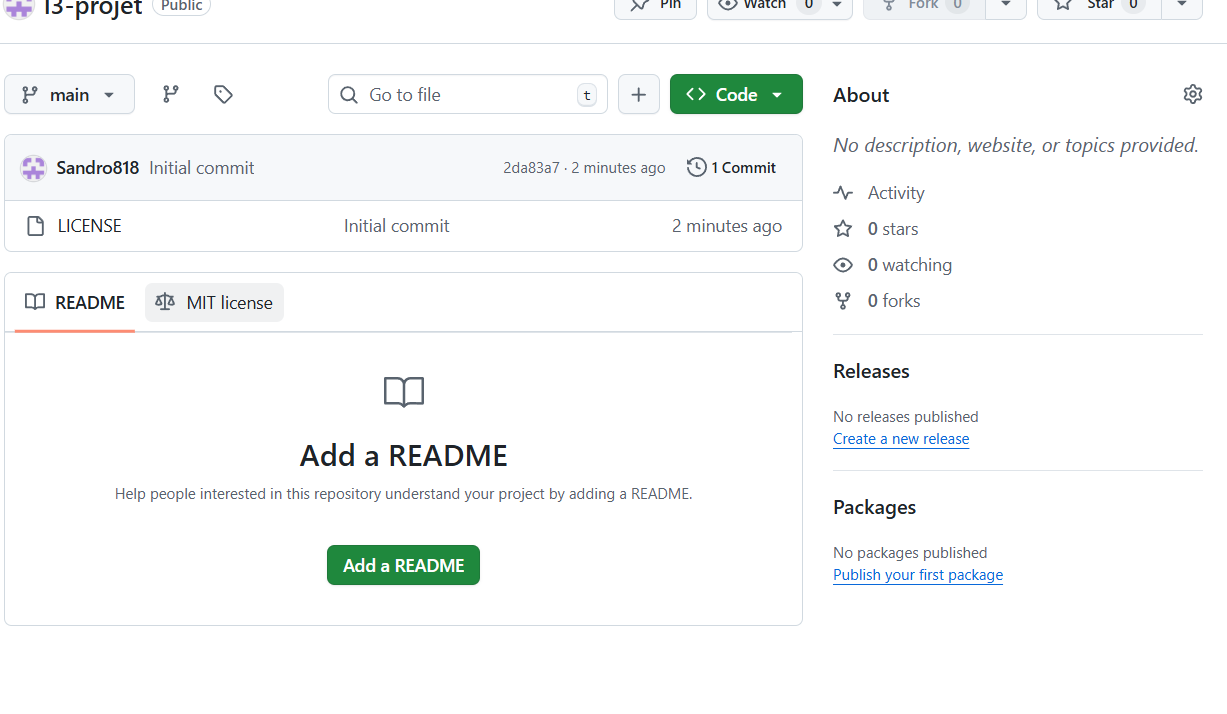 l3-projet Public Pin Watch 0 Fork 0 Star 0
main Go to file t Code
Sandro818 Initial commit 2da83a7 · 2 minutes ago 1 Commit
LICENSE Initial commit 2 minutes ago
README MIT license
Add a README
Help people interested in this repository understand your project by adding a README.
Add a README
About
No description, website, or topics provided.
Activity
0 stars
0 watching
0 forks
Releases
No releases published
Create a new release
Packages
No packages published
Publish your first package